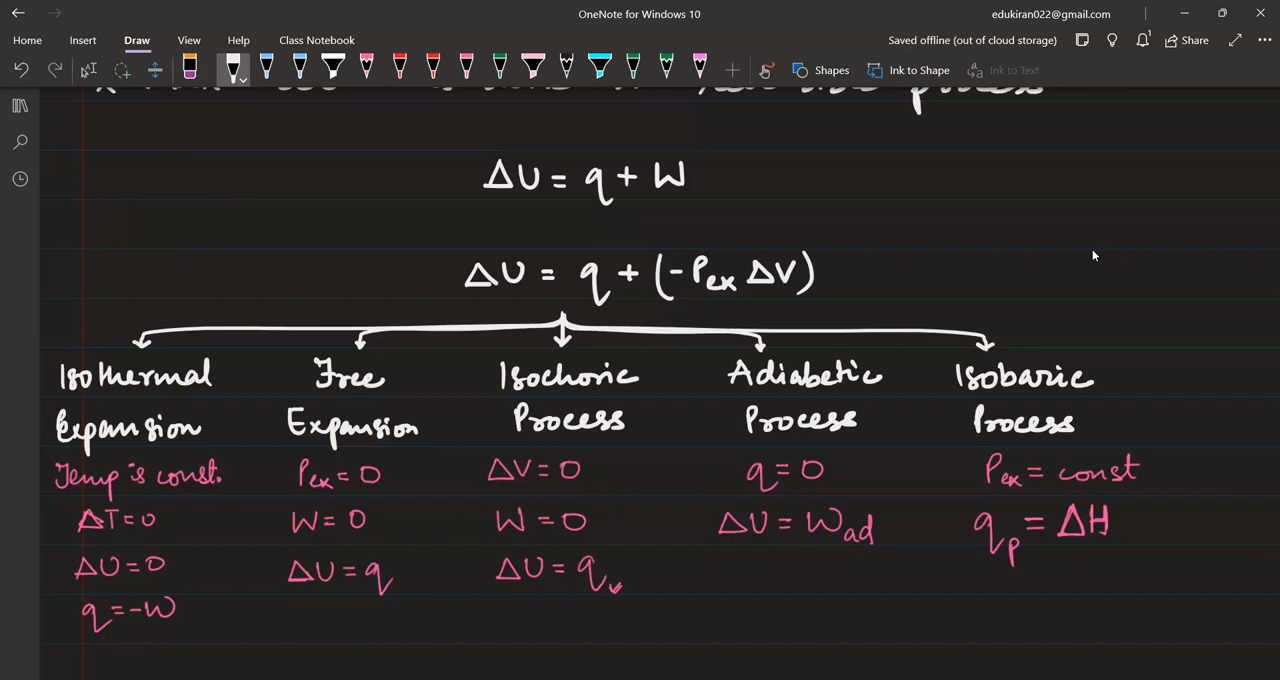 OneNote for Windows 10
edukiran022@gmail.com
Home Insert Draw View Help Class Notebook
Saved offline (out of cloud storage)
Share
Shapes
Ink to Shape
Ink to Text
process
ΔU = q + W
ΔU = q + (-Pex ΔV)
Isothermal Expansion
Temp is const.
ΔT=0
ΔU=0
q=-W
Free Expansion
Pex = 0
W= 0
ΔU = q
Isochoric Process
ΔV= 0
W = 0
ΔU = qv
Adiabetic Process
q = 0
ΔU = Wad
Isobaric Process
Pex = const
qp = ΔH